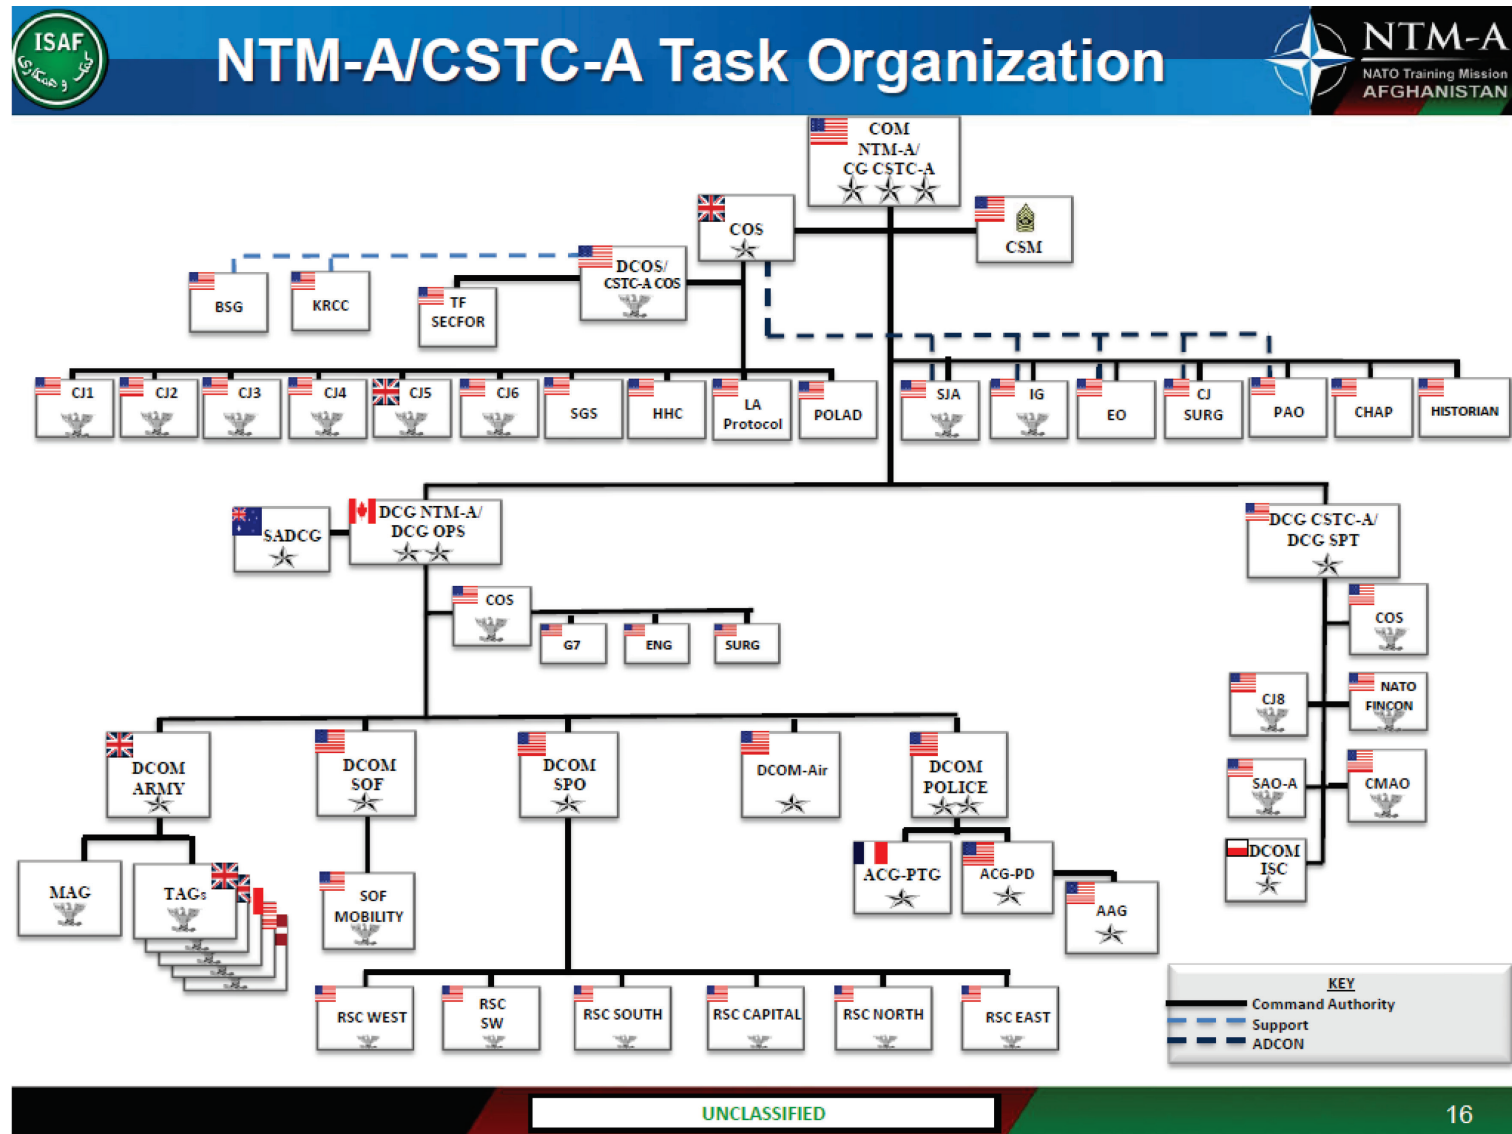 ISAF
کمک و همکاری
NTM-A/CSTC-A Task Organization
NTM-A
NATO Training Mission
AFGHANISTAN
COM
NTM-A/
CG CSTC-A
COS
CSM
DCOS/
CSTC-A COS
BSG
KRCC
TF
SECFOR
CJ1
CJ2
CJ3
CJ4
CJ5
CJ6
SGS
HHC
LA
Protocol
POLAD
SJA
IG
EO
CJ
SURG
PAO
CHAP
HISTORIAN
SADCG
DCG NTM-A/
DCG OPS
DCG CSTC-A/
DCG SPT
COS
G7
ENG
SURG
COS
CJ8
NATO
FINCON
SAO-A
CMAO
DCOM
ISC
DCOM
ARMY
DCOM
SOF
DCOM
SPO
DCOM-Air
DCOM
POLICE
MAG
TAGs
SOF
MOBILITY
ACG-PTG
ACG-PD
AAG
RSC WEST
RSC
SW
RSC SOUTH
RSC CAPITAL
RSC NORTH
RSC EAST
KEY
Command Authority
Support
ADCON
UNCLASSIFIED
16